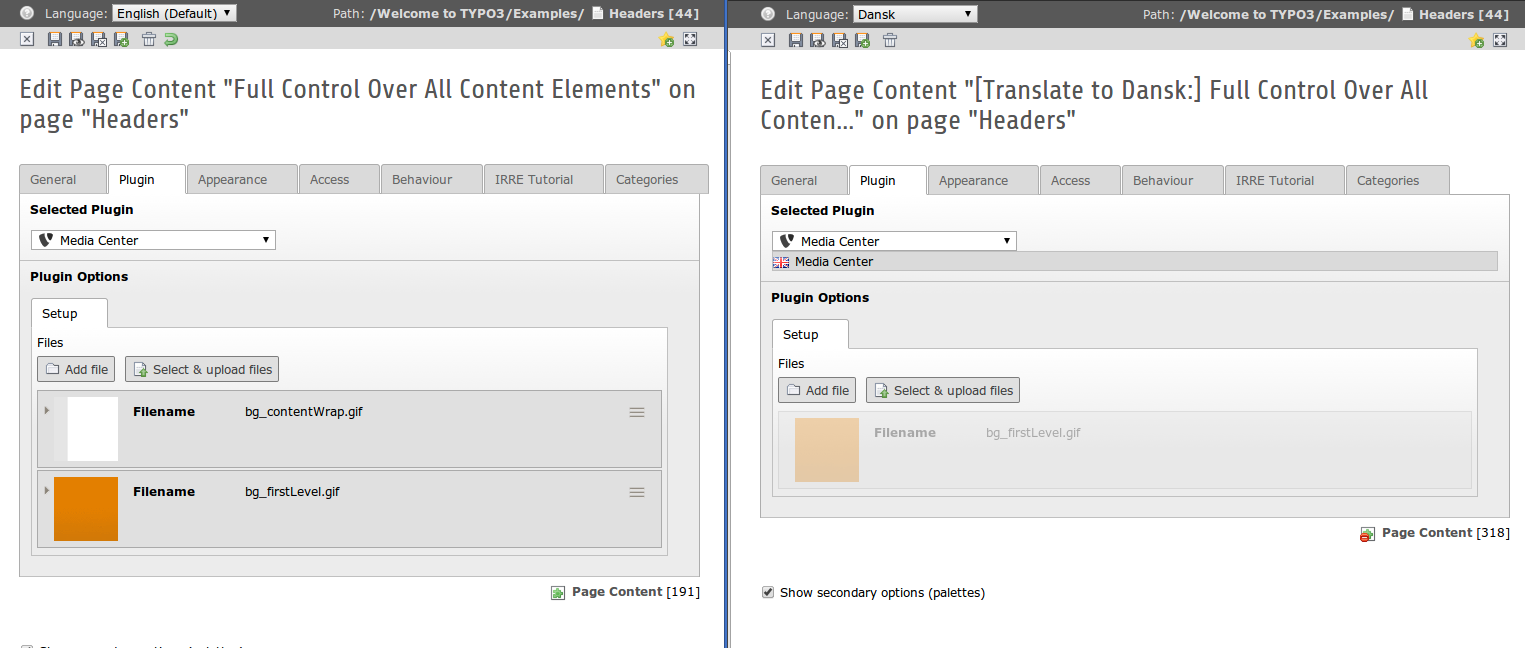 Language: English (Default) Path: /Welcome to TYPO3/Examples/ Headers [44]
Edit Page Content "Full Control Over All Content Elements" on
page "Headers"
General Plugin Appearance Access Behaviour IRRE Tutorial Categories
Selected Plugin
Media Center
Plugin Options
Setup
Files
Add file Select & upload files
Filename bg_contentWrap.gif
Filename bg_firstLevel.gif
Page Content [191]
Language: Dansk Path: /Welcome to TYPO3/Examples/ Headers [44]
Edit Page Content "[Translate to Dansk:] Full Control Over All
Conten..." on page "Headers"
General Plugin Appearance Access Behaviour IRRE Tutorial Categories
Selected Plugin
Media Center
Media Center
Plugin Options
Setup
Files
Add file Select & upload files
Filename bg_firstLevel.gif
Page Content [318]
Show secondary options (palettes)